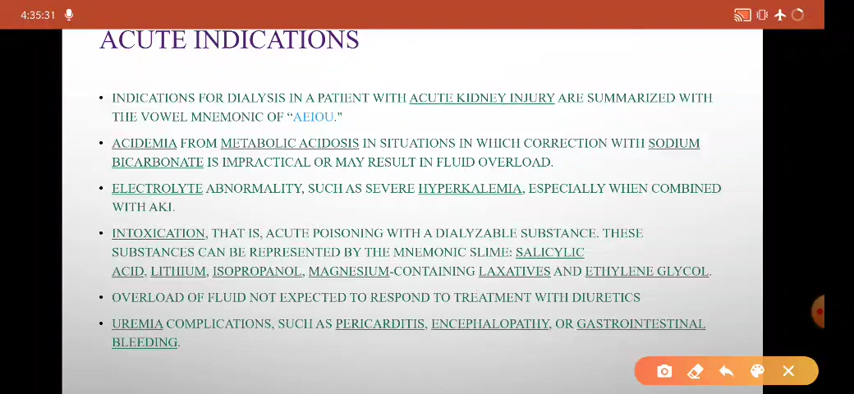 4:35:31
ACUTE INDICATIONS
• INDICATIONS FOR DIALYSIS IN A PATIENT WITH ACUTE KIDNEY INJURY ARE SUMMARIZED WITH
THE VOWEL MNEMONIC OF “AEIOU.”
• ACIDEMIA FROM METABOLIC ACIDOSIS IN SITUATIONS IN WHICH CORRECTION WITH SODIUM
BICARBONATE IS IMPRACTICAL OR MAY RESULT IN FLUID OVERLOAD.
• ELECTROLYTE ABNORMALITY, SUCH AS SEVERE HYPERKALEMIA, ESPECIALLY WHEN COMBINED
WITH AKI.
• INTOXICATION, THAT IS, ACUTE POISONING WITH A DIALYZABLE SUBSTANCE. THESE
SUBSTANCES CAN BE REPRESENTED BY THE MNEMONIC SLIME: SALICYLIC
ACID, LITHIUM, ISOPROPANOL, MAGNESIUM-CONTAINING LAXATIVES AND ETHYLENE GLYCOL.
• OVERLOAD OF FLUID NOT EXPECTED TO RESPOND TO TREATMENT WITH DIURETICS
• UREMIA COMPLICATIONS, SUCH AS PERICARDITIS, ENCEPHALOPATHY, OR GASTROINTESTINAL
BLEEDING.